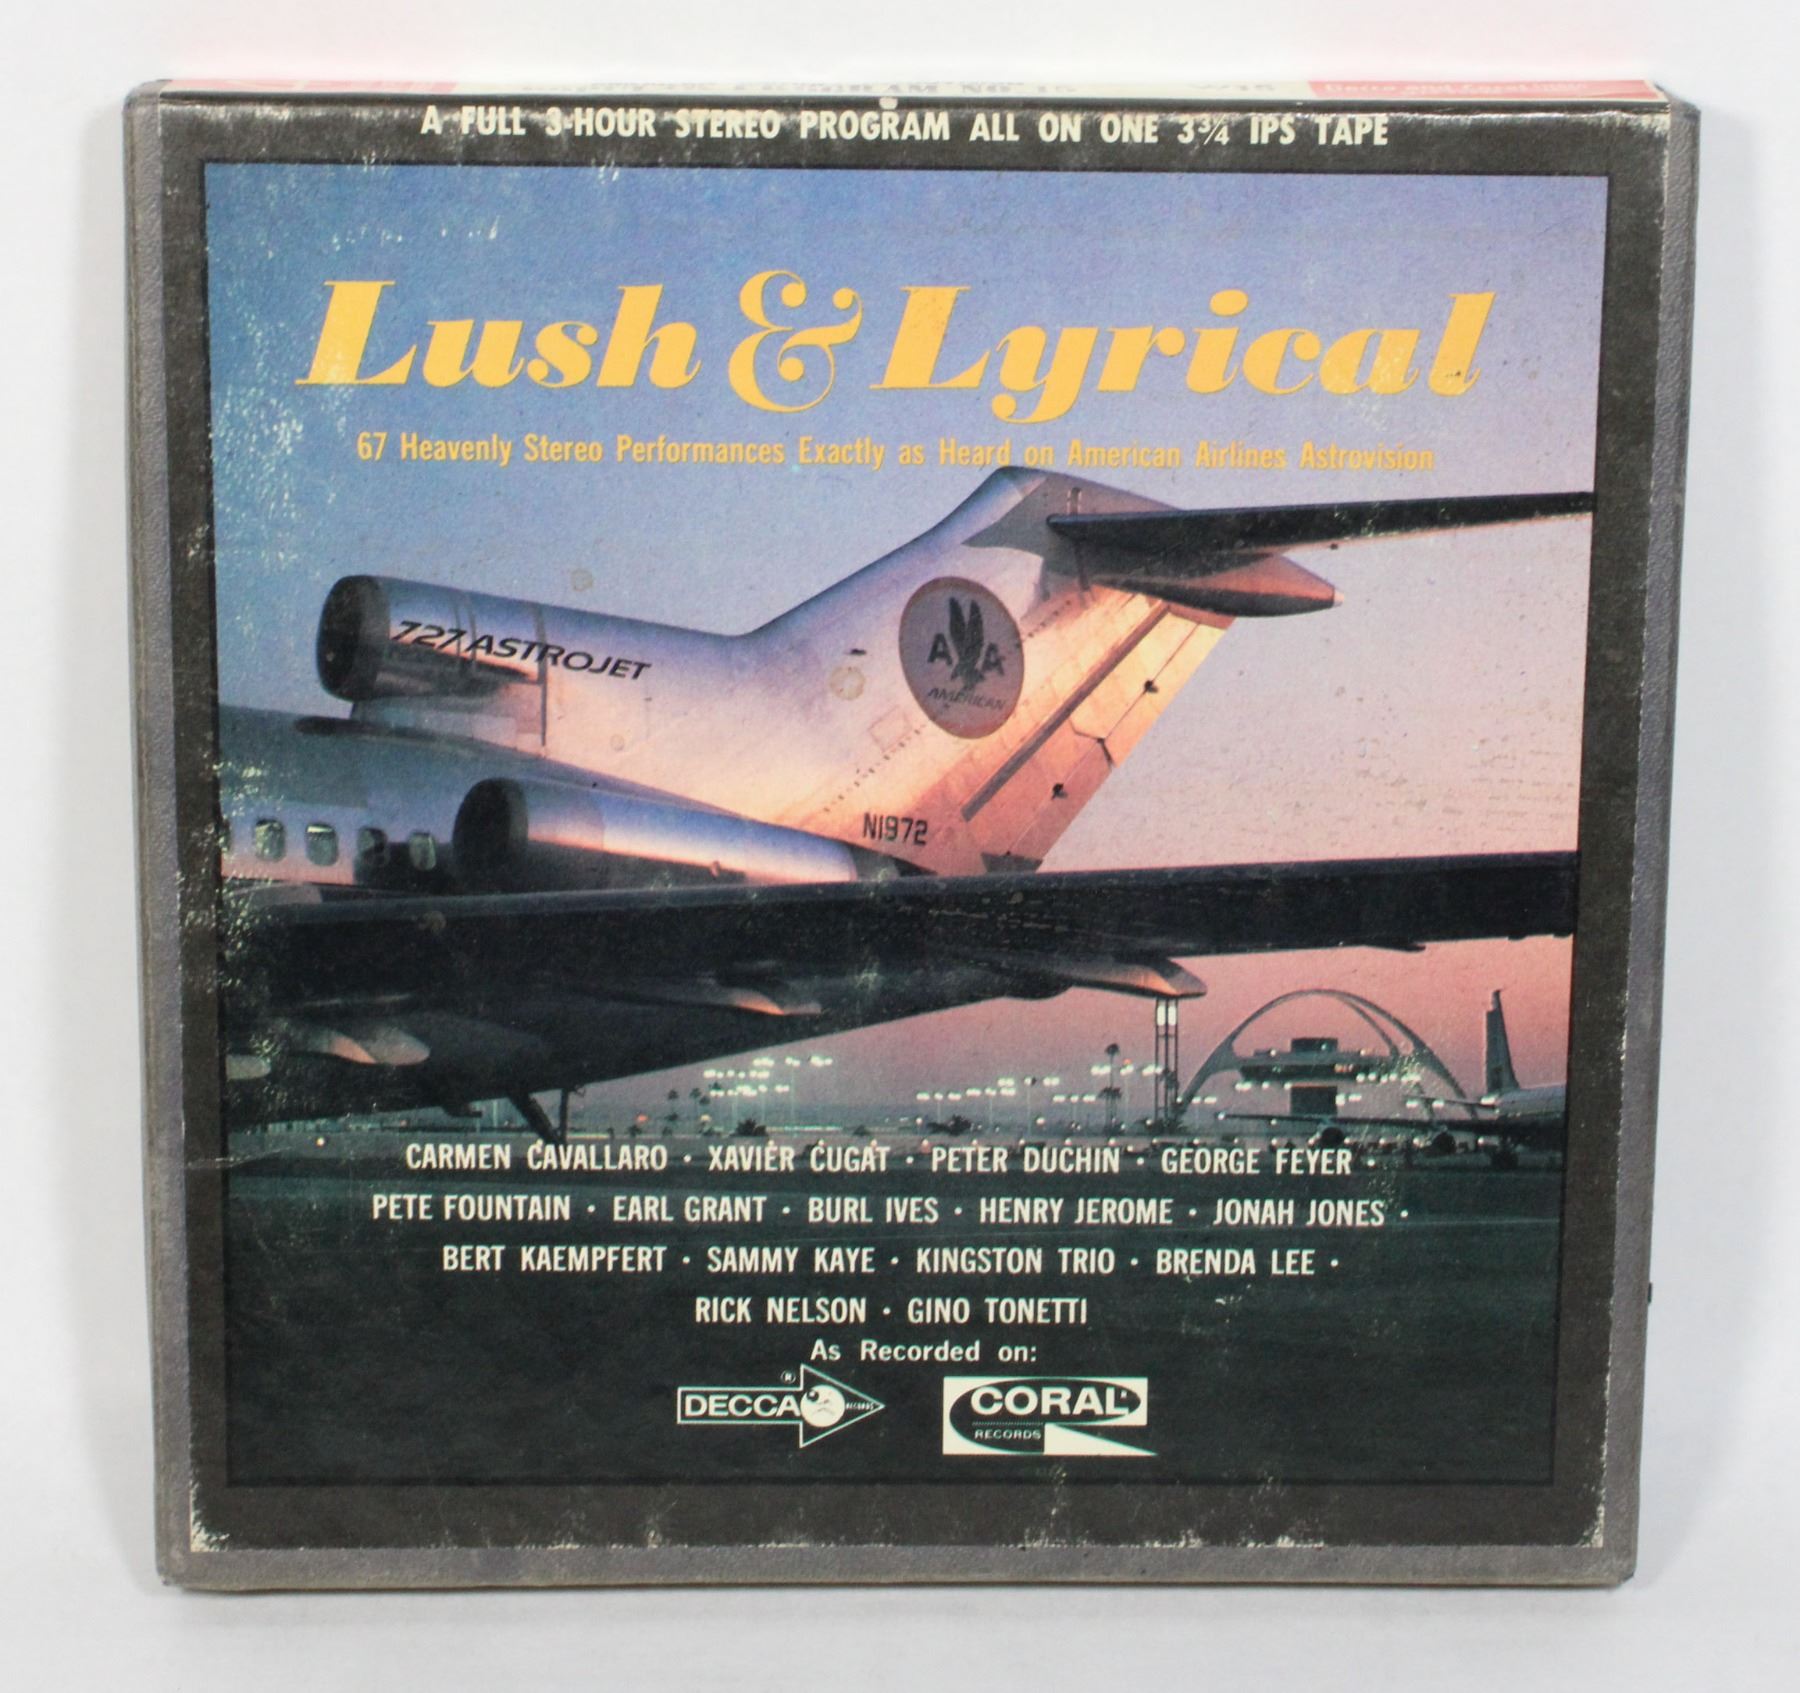 A FULL 3-HOUR STEREO PROGRAM ALL ON ONE 3¾ IPS TAPE
Lush & Lyrical
67 Heavenly Stereo Performances Exactly as Heard on American Airlines Astrovision
727 ASTROJET
A A
AMERICAN
N1972
CARMEN CAVALLARO · XAVIER CUGAT · PETER DUCHIN · GEORGE FEYER ·
PETE FOUNTAIN · EARL GRANT · BURL IVES · HENRY JEROME · JONAH JONES ·
BERT KAEMPFERT · SAMMY KAYE · KINGSTON TRIO · BRENDA LEE ·
RICK NELSON · GINO TONETTI
As Recorded on:
DECCA RECORDS ®
CORAL RECORDS